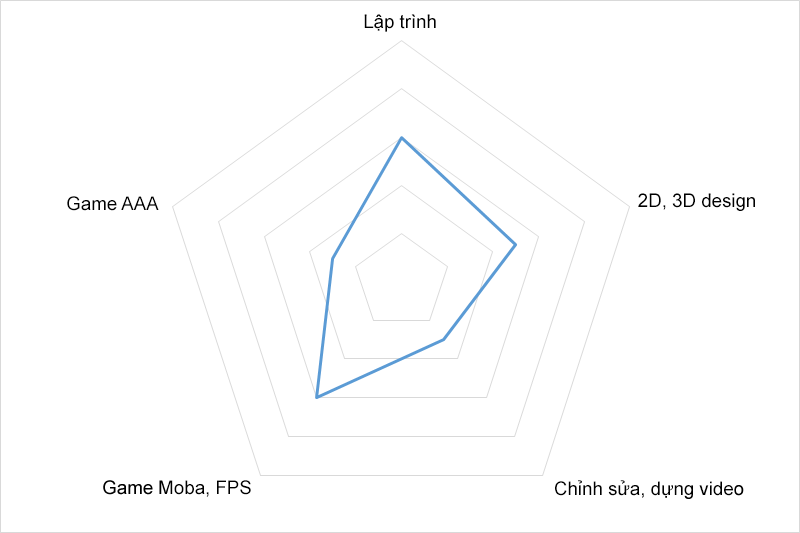 Lập trình
Game AAA
2D, 3D design
Game Moba, FPS
Chỉnh sửa, dựng video